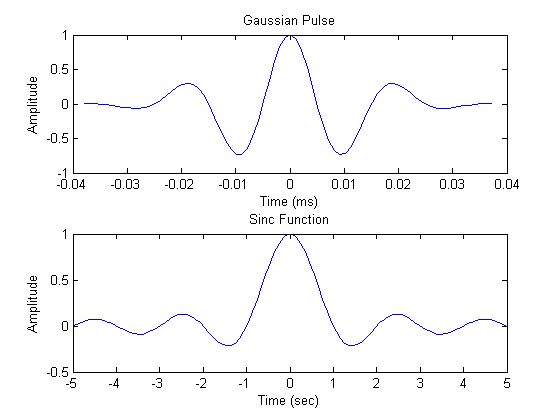 Gaussian Pulse
1
0.5
0
-0.5
-1
Amplitude
-0.04 -0.03 -0.02 -0.01 0 0.01 0.02 0.03 0.04
Time (ms)
Sinc Function
1
0.5
0
-0.5
Amplitude
-5 -4 -3 -2 -1 0 1 2 3 4 5
Time (sec)